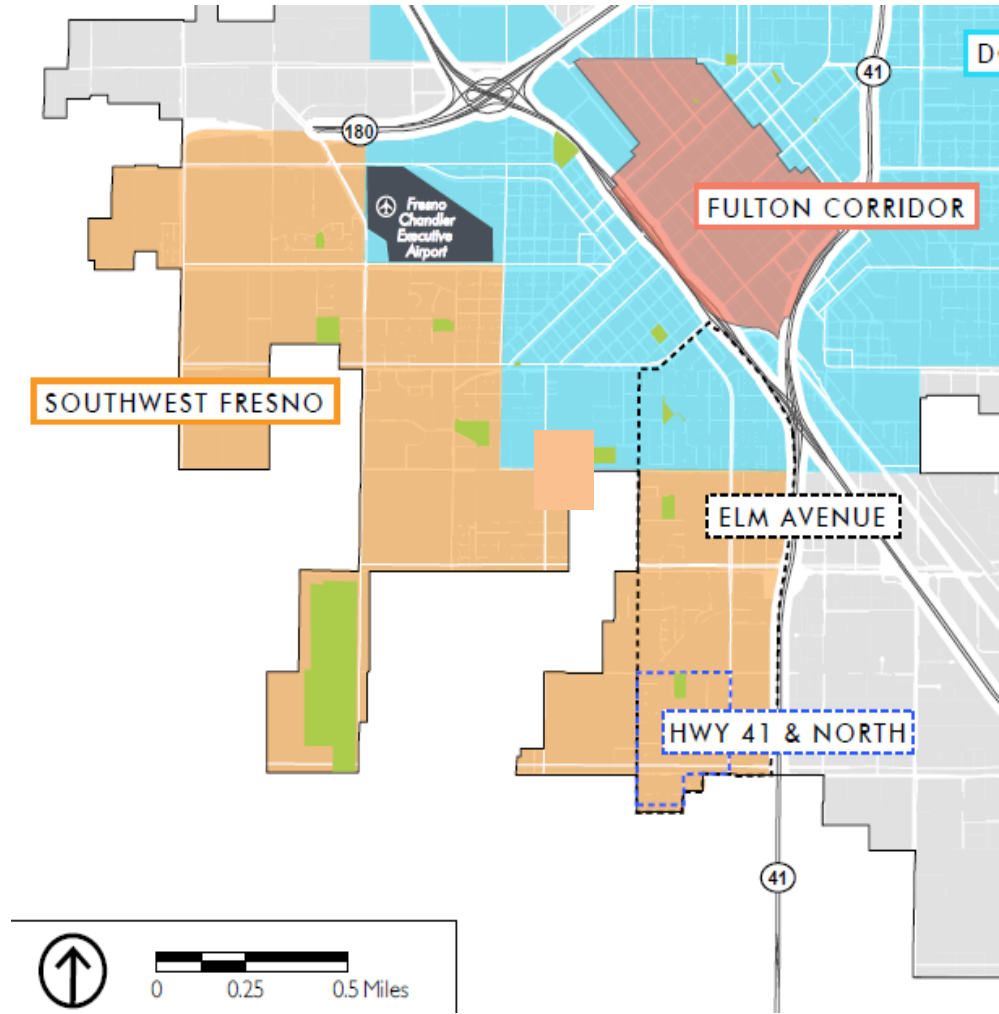 41
D
180
Fresno
Chandler
Executive
Airport
FULTON CORRIDOR
SOUTHWEST FRESNO
ELM AVENUE
HWY 41 & NORTH
41
0 0.25 0.5 Miles